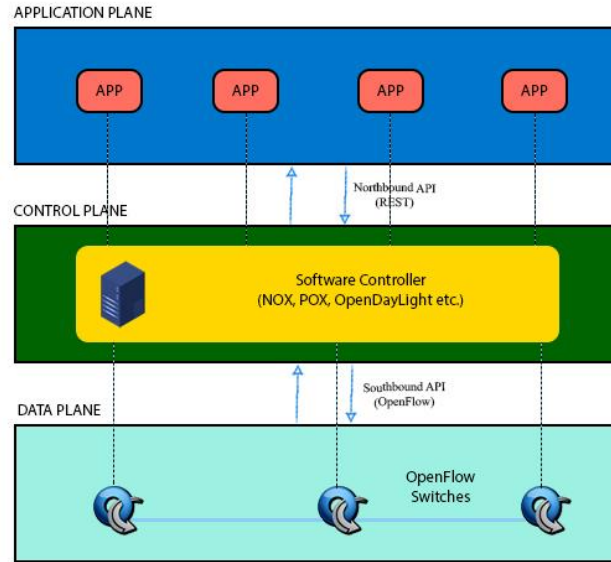 APPLICATION PLANE
APP
APP
APP
APP
Northbound API
(REST)
CONTROL PLANE
Software Controller
(NOX, POX, OpenDayLight etc.)
Southbound API
(OpenFlow)
DATA PLANE
OpenFlow
Switches